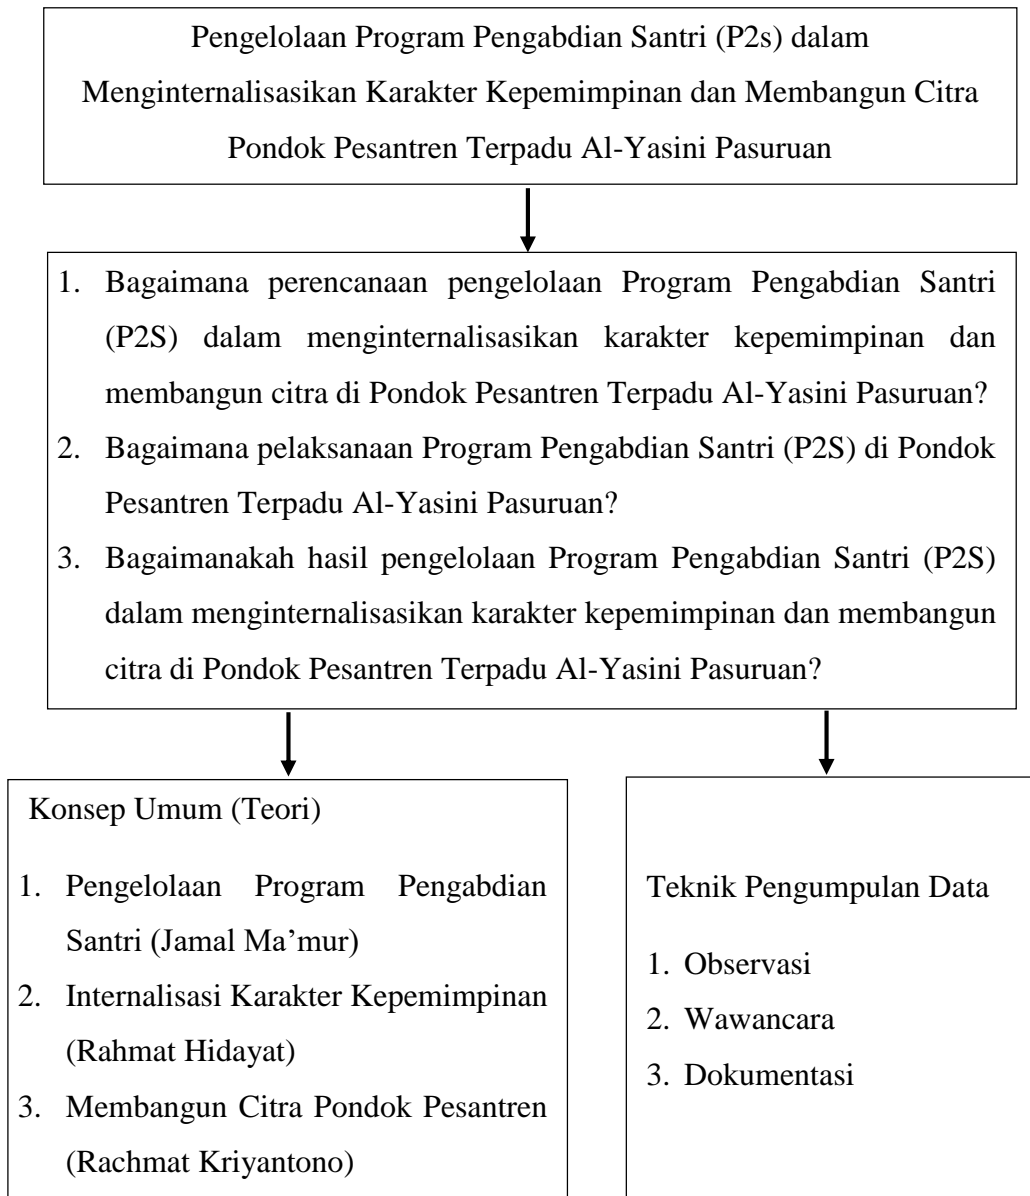 Pengelolaan Program Pengabdian Santri (P2s) dalam
Menginternalisasikan Karakter Kepemimpinan dan Membangun Citra
Pondok Pesantren Terpadu Al-Yasini Pasuruan
1. Bagaimana perencanaan pengelolaan Program Pengabdian Santri
(P2S) dalam menginternalisasikan karakter kepemimpinan dan
membangun citra di Pondok Pesantren Terpadu Al-Yasini Pasuruan?
2. Bagaimana pelaksanaan Program Pengabdian Santri (P2S) di Pondok
Pesantren Terpadu Al-Yasini Pasuruan?
3. Bagaimanakah hasil pengelolaan Program Pengabdian Santri (P2S)
dalam menginternalisasikan karakter kepemimpinan dan membangun
citra di Pondok Pesantren Terpadu Al-Yasini Pasuruan?
Konsep Umum (Teori)
1. Pengelolaan Program Pengabdian
Santri (Jamal Ma’mur)
2. Internalisasi Karakter Kepemimpinan
(Rahmat Hidayat)
3. Membangun Citra Pondok Pesantren
(Rachmat Kriyantono)
Teknik Pengumpulan Data
1. Observasi
2. Wawancara
3. Dokumentasi